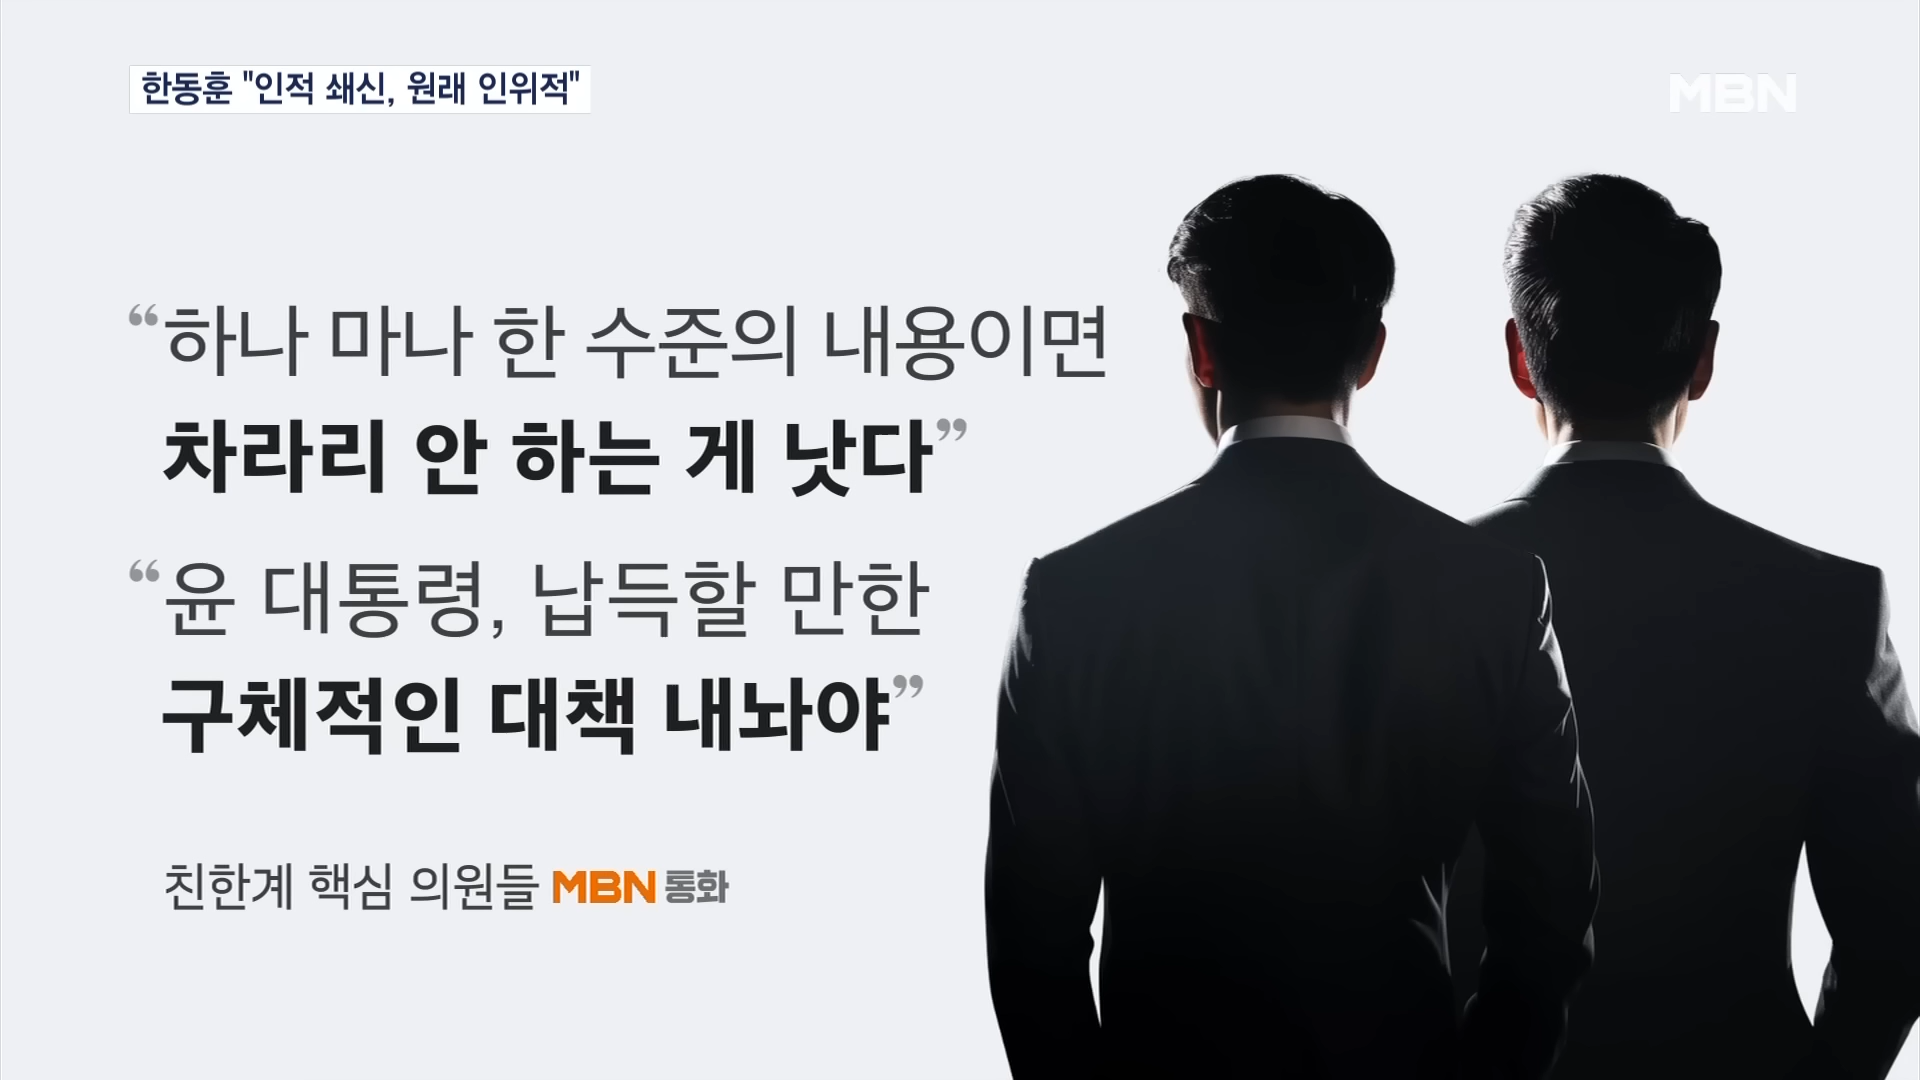 한동훈 "인적 쇄신, 원래 인위적"
MBN
“하나 마나 한 수준의 내용이면
차라리 안 하는 게 낫다”
“윤 대통령, 납득할 만한
구체적인 대책 내놔야”
친한계 핵심 의원들 MBN 통화